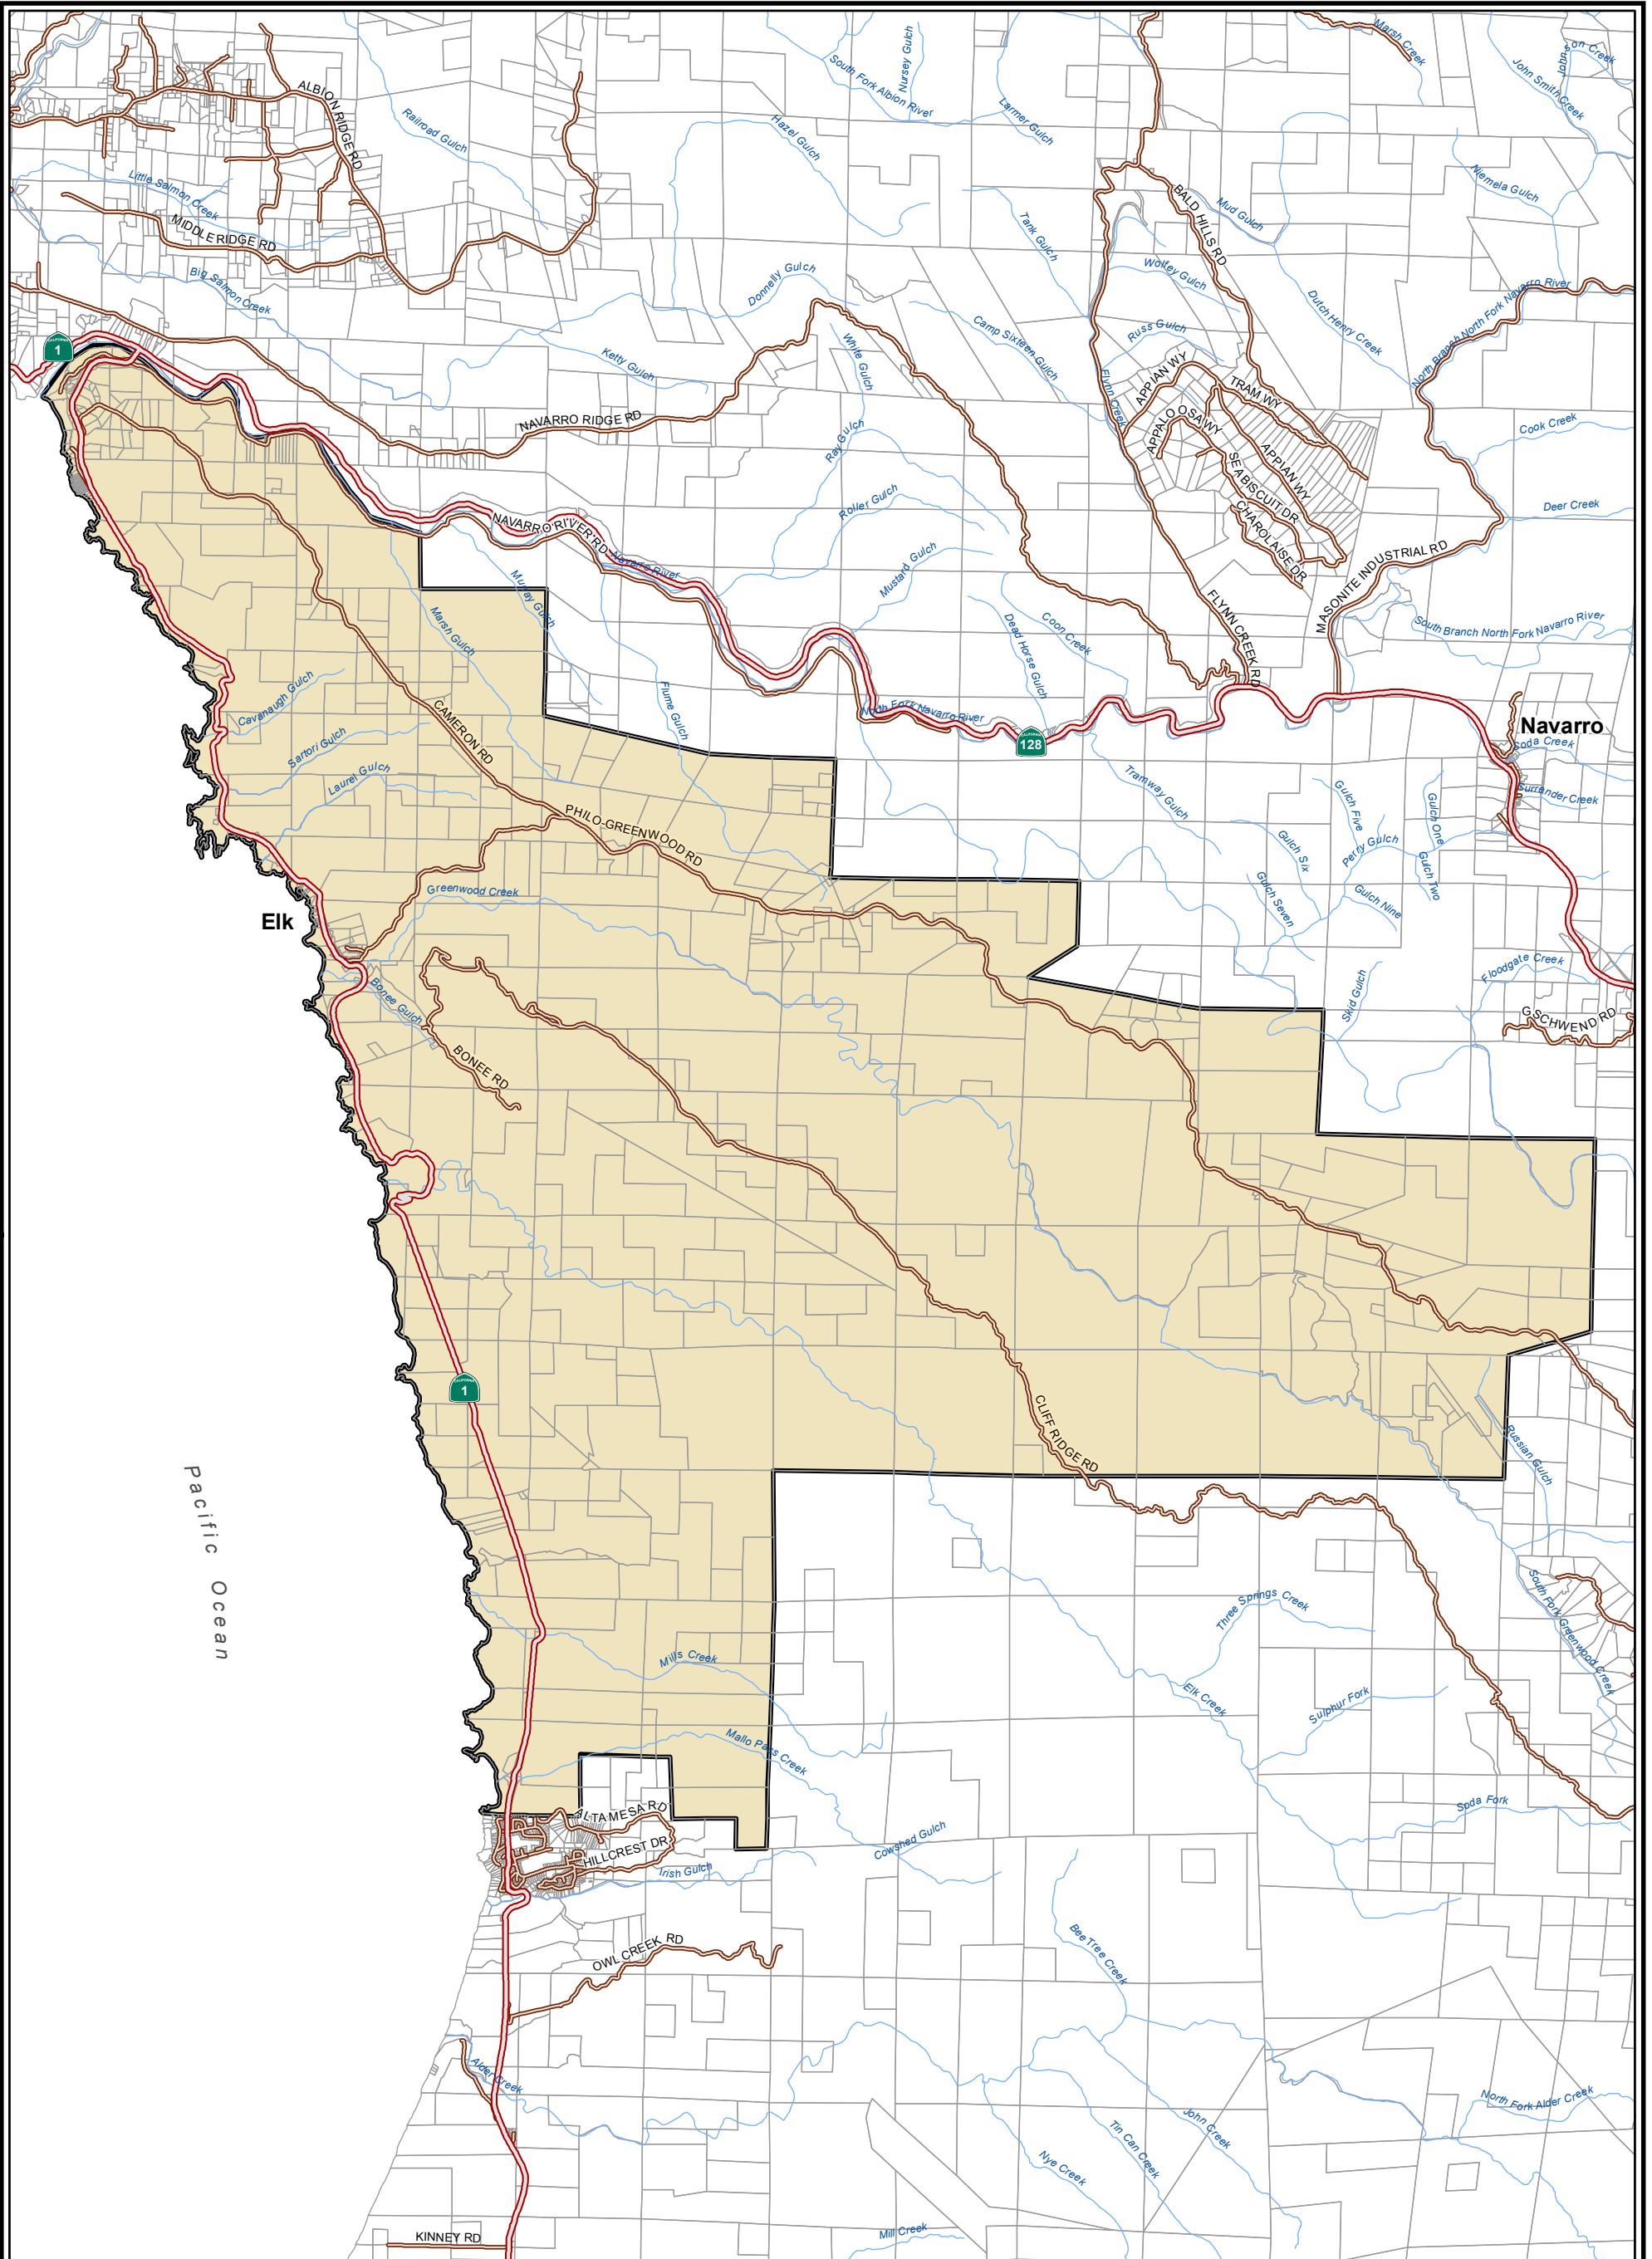 Marsh Creek
Johnson Creek
John Smith Creek
Nursey Gulch
South Fork Albion River
Larmer Gulch
ALBION RIDGE RD
Railroad Gulch
Hazel Gulch
Niemela Gulch
Little Salmon Creek
MIDDLE RIDGE RD
BALD HILLS RD
Mud Gulch
Tank Gulch
Big Salmon Creek
Donnelly Gulch
Wolfey Gulch
Dutch Henry Creek
North Branch North Fork Navarro River
CALIFORNIA
1
Ketty Gulch
White Gulch
Camp Sixteen Gulch
Russ Gulch
Flynn Creek
APPIAN WY
TRAM WY
NAVARRO RIDGE RD
Ray Gulch
APPALOOSA WY
APPIAN WY
SEABISCUIT DR
CHAROLAISE DR
Cook Creek
Roller Gulch
Deer Creek
NAVARRO RIVER RD
Navarro River
Mustard Gulch
MASONITE INDUSTRIAL RD
Murray Gulch
Marsh Gulch
FLYNN CREEK RD
Coon Creek
Dead Horse Gulch
South Branch North Fork Navarro River
Cavanaugh Gulch
Flume Gulch
North Fork Navarro River
CALIFORNIA
128
Navarro
Soda Creek
Sartori Gulch
CAMERON RD
Laurel Gulch
Tramway Gulch
Surrender Creek
Gulch Five
Gulch One
PHILO-GREENWOOD RD
Gulch Six
Perry Gulch
Gulch Two
Greenwood Creek
Gulch Seven
Gulch Nine
Elk
Floodgate Creek
Skid Gulch
Bonee Gulch
GSCHWEND RD
BONEE RD
CALIFORNIA
1
CLIFF RIDGE RD
Russian Gulch
Pacific Ocean
South Fork Greenwood Creek
Three Springs Creek
Mills Creek
Elk Creek
Sulphur Fork
Mallo Pass Creek
Soda Fork
ALTA MESA RD
HILLCREST DR
Cowshed Gulch
Irish Gulch
OWL CREEK RD
Bee Tree Creek
Alder Creek
North Fork Alder Creek
John Creek
Tin Can Creek
Nye Creek
Mill Creek
KINNEY RD